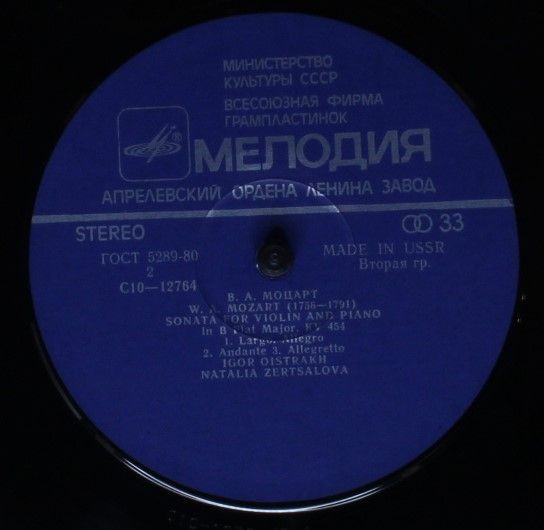 МИНИСТЕРСТВО
КУЛЬТУРЫ СССР
ВСЕСОЮЗНАЯ ФИРМА
ГРАМПЛАСТИНОК
®
МЕЛОДИЯ
АПРЕЛЕВСКИЙ ОРДЕНА ЛЕНИНА ЗАВОД
STEREO 33
ГОСТ 5289-80 MADE IN USSR
2 Вторая гр.
С10—12764
В. А. МОЦАРТ
W. A. MOZART (1756—1791)
SONATA FOR VIOLIN AND PIANO
in B Flat Major, KV 454
1. Largo. Allegro
2. Andante 3. Allegretto
IGOR OISTRAKH
NATALIA ZERTSALOVA